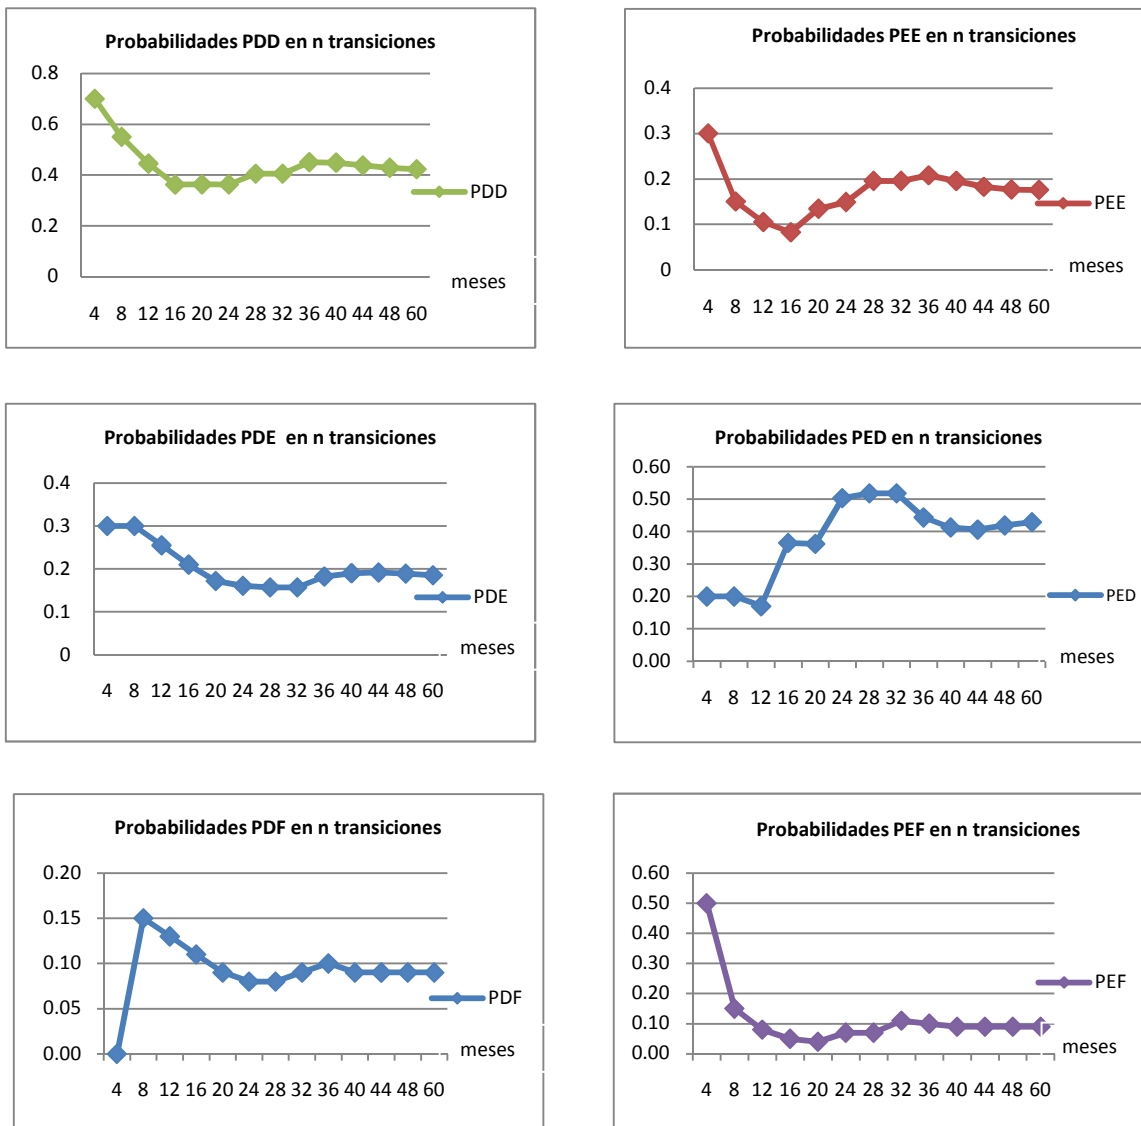 Probabilidades PDD en n transiciones
0.8
0.6
0.4
0.2
0
PDD
meses
4 8 12 16 20 24 28 32 36 40 44 48 60
Probabilidades PEE en n transiciones
0.4
0.3
0.2
0.1
0
PEE
meses
4 8 12 16 20 24 28 32 36 40 44 48 60
Probabilidades PDE en n transiciones
0.4
0.3
0.2
0.1
0
PDE
meses
4 8 12 16 20 24 28 32 36 40 44 48 60
Probabilidades PED en n transiciones
0.60
0.50
0.40
0.30
0.20
0.10
0.00
PED
meses
4 8 12 16 20 24 28 32 36 40 44 48 60
Probabilidades PDF en n transiciones
0.20
0.15
0.10
0.05
0.00
PDF
meses
4 8 12 16 20 24 28 32 36 40 44 48 60
Probabilidades PEF en n transiciones
0.60
0.50
0.40
0.30
0.20
0.10
0.00
PEF
meses
4 8 12 16 20 24 28 32 36 40 44 48 60